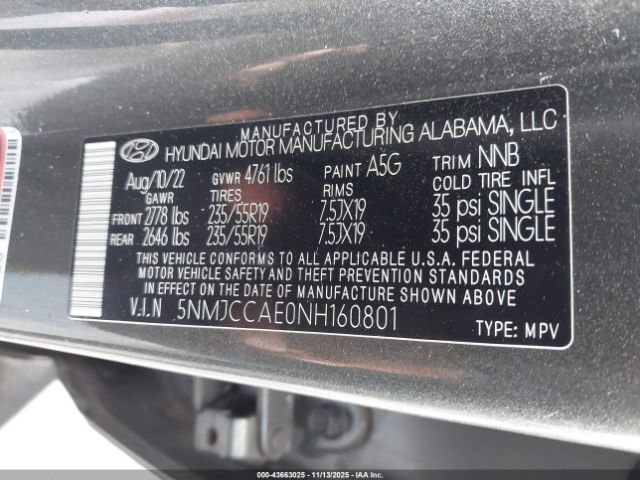 MANUFACTURED BY
HYUNDAI MOTOR MANUFACTURING ALABAMA, LLC
Aug/10/22 GVWR 4761 lbs PAINT A5G TRIM NNB
GAWR TIRES RIMS COLD TIRE INFL
FRONT 2778 lbs 235/55R19 7.5JX19 35 psi SINGLE
REAR 2646 lbs 235/55R19 7.5JX19 35 psi SINGLE
THIS VEHICLE CONFORMS TO ALL APPLICABLE U.S.A. FEDERAL
MOTOR VEHICLE SAFETY AND THEFT PREVENTION STANDARDS
IN EFFECT ON THE DATE OF MANUFACTURE SHOWN ABOVE.
V.I.N 5NMJCCAE0NH160801
TYPE: MPV
000-43663025 - 11/13/2025 - IAAI.COM